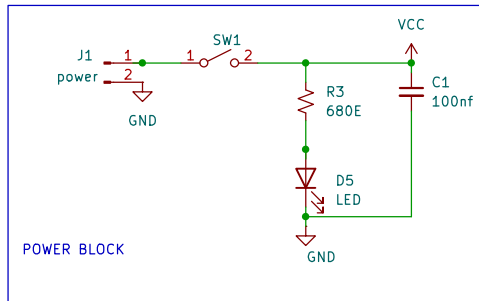 VCC
SW1
J1
power
1
2
1
2
GND
R3
680E
C1
100nf
D5
LED
POWER BLOCK
GND